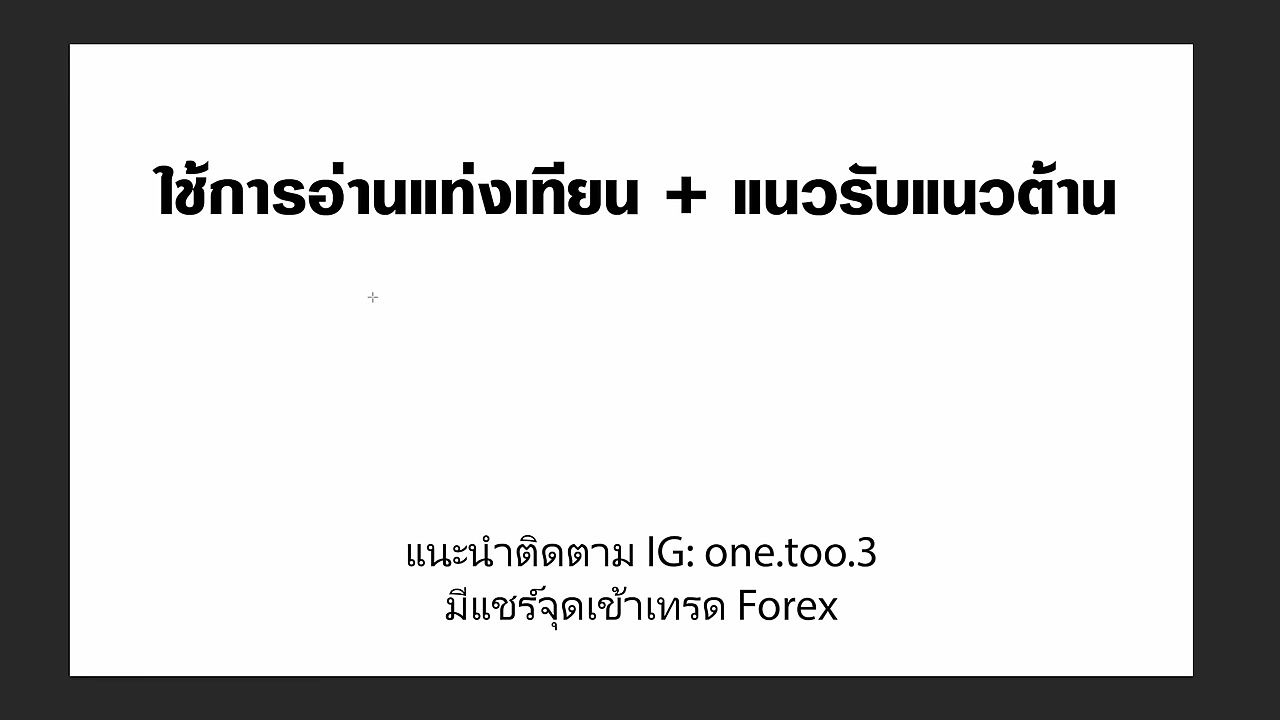 ใช้การอ่านแท่งเทียน + แนวรับแนวต้าน
แนะนำติดตาม IG: one.too.3
มีแชร์จุดเข้าเทรด Forex